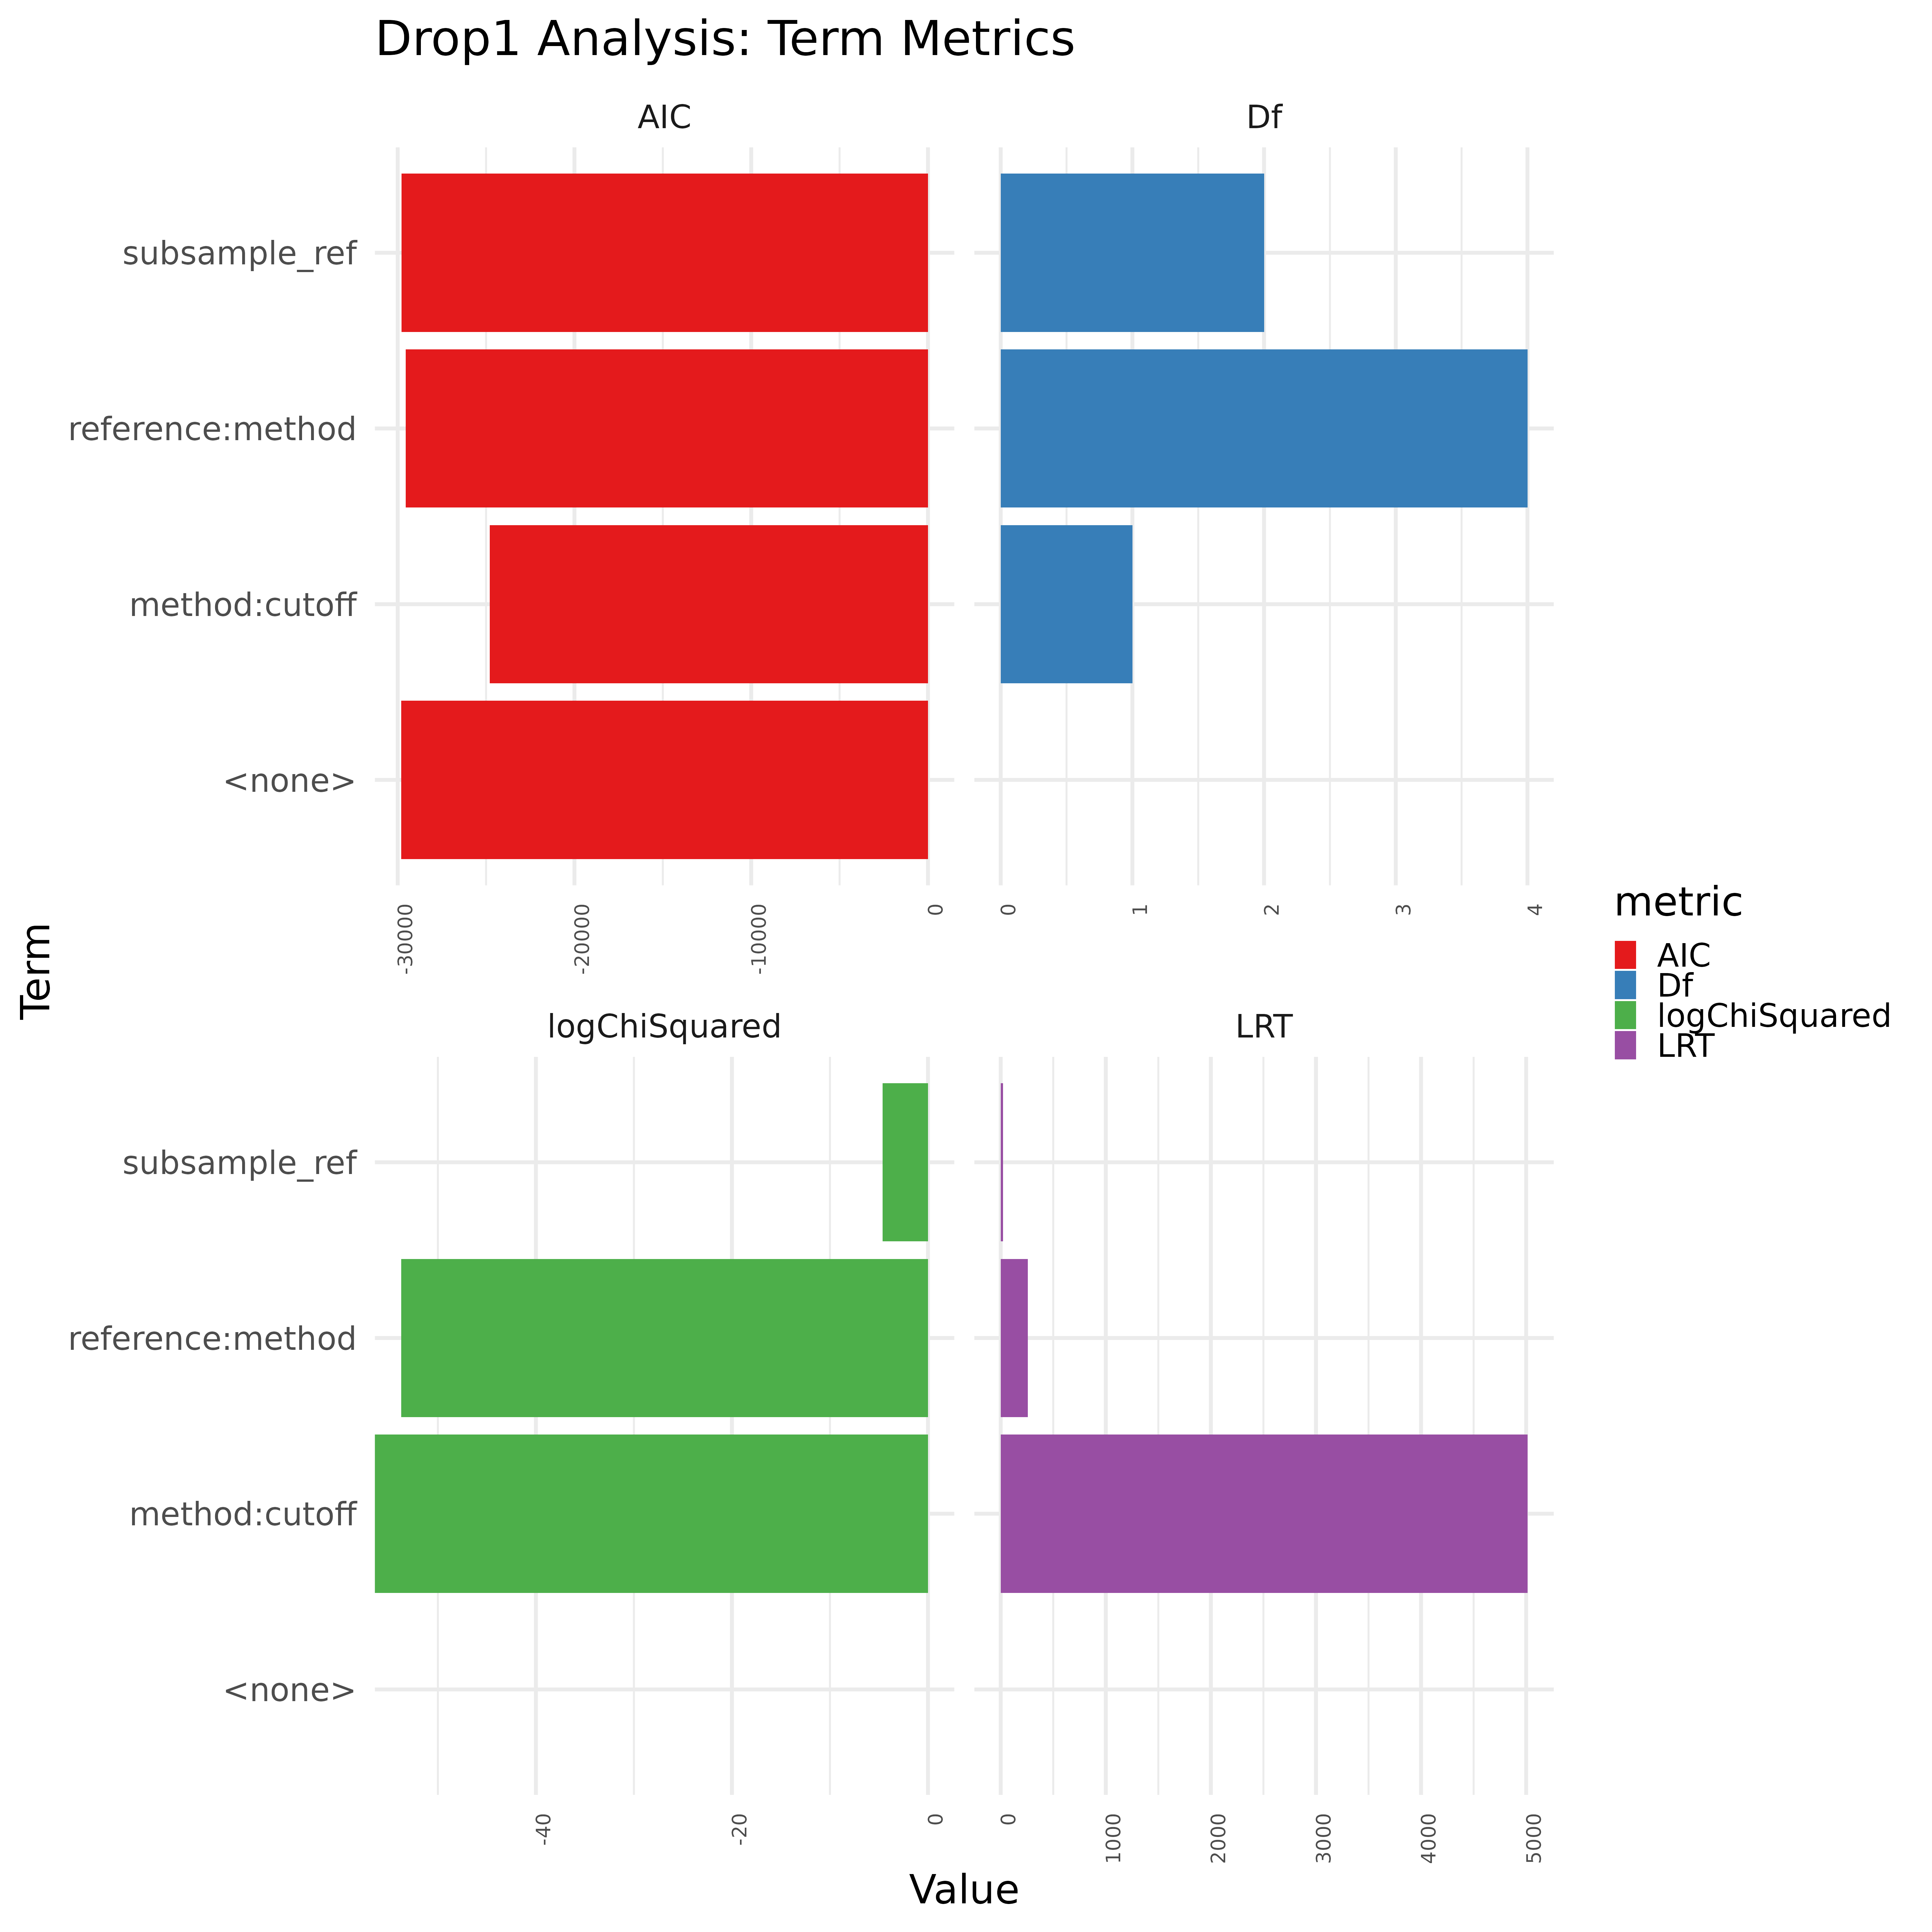 Drop1 Analysis: Term Metrics
AIC
Df
subsample_ref
reference:method
method:cutoff
<none>
-30000
-20000
-10000
0
0
1
2
3
4
Term
metric
AIC
Df
logChiSquared
LRT
logChiSquared
LRT
subsample_ref
reference:method
method:cutoff
<none>
-40
-20
0
0
1000
2000
3000
4000
5000
Value